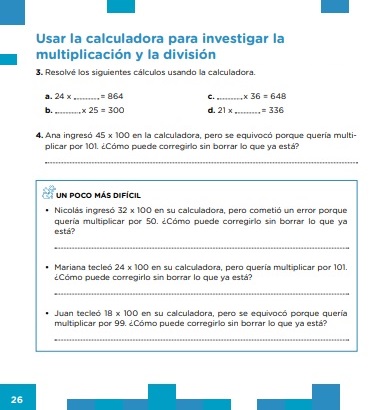 Usar la calculadora para investigar la
multiplicación y la división
3. Resolvé los siguientes cálculos usando la calculadora.
a. 24 x ........... = 864
c. ........... x 36 = 648
b. ........... x 25 = 300
d. 21 x ........... = 336
4. Ana ingresó 45 x 100 en la calculadora, pero se equivocó porque quería multi-
plicar por 101. ¿Cómo puede corregirlo sin borrar lo que ya está?
UN POCO MÁS DIFÍCIL
• Nicolás ingresó 32 x 100 en su calculadora, pero cometió un error porque
quería multiplicar por 50. ¿Cómo puede corregirlo sin borrar lo que ya
está?
• Mariana tecleó 24 x 100 en su calculadora, pero quería multiplicar por 101.
¿Cómo puede corregirlo sin borrar lo que ya está?
• Juan tecleó 18 x 100 en su calculadora, pero se equivocó porque quería
multiplicar por 99. ¿Cómo puede corregirlo sin borrar lo que ya está?
26